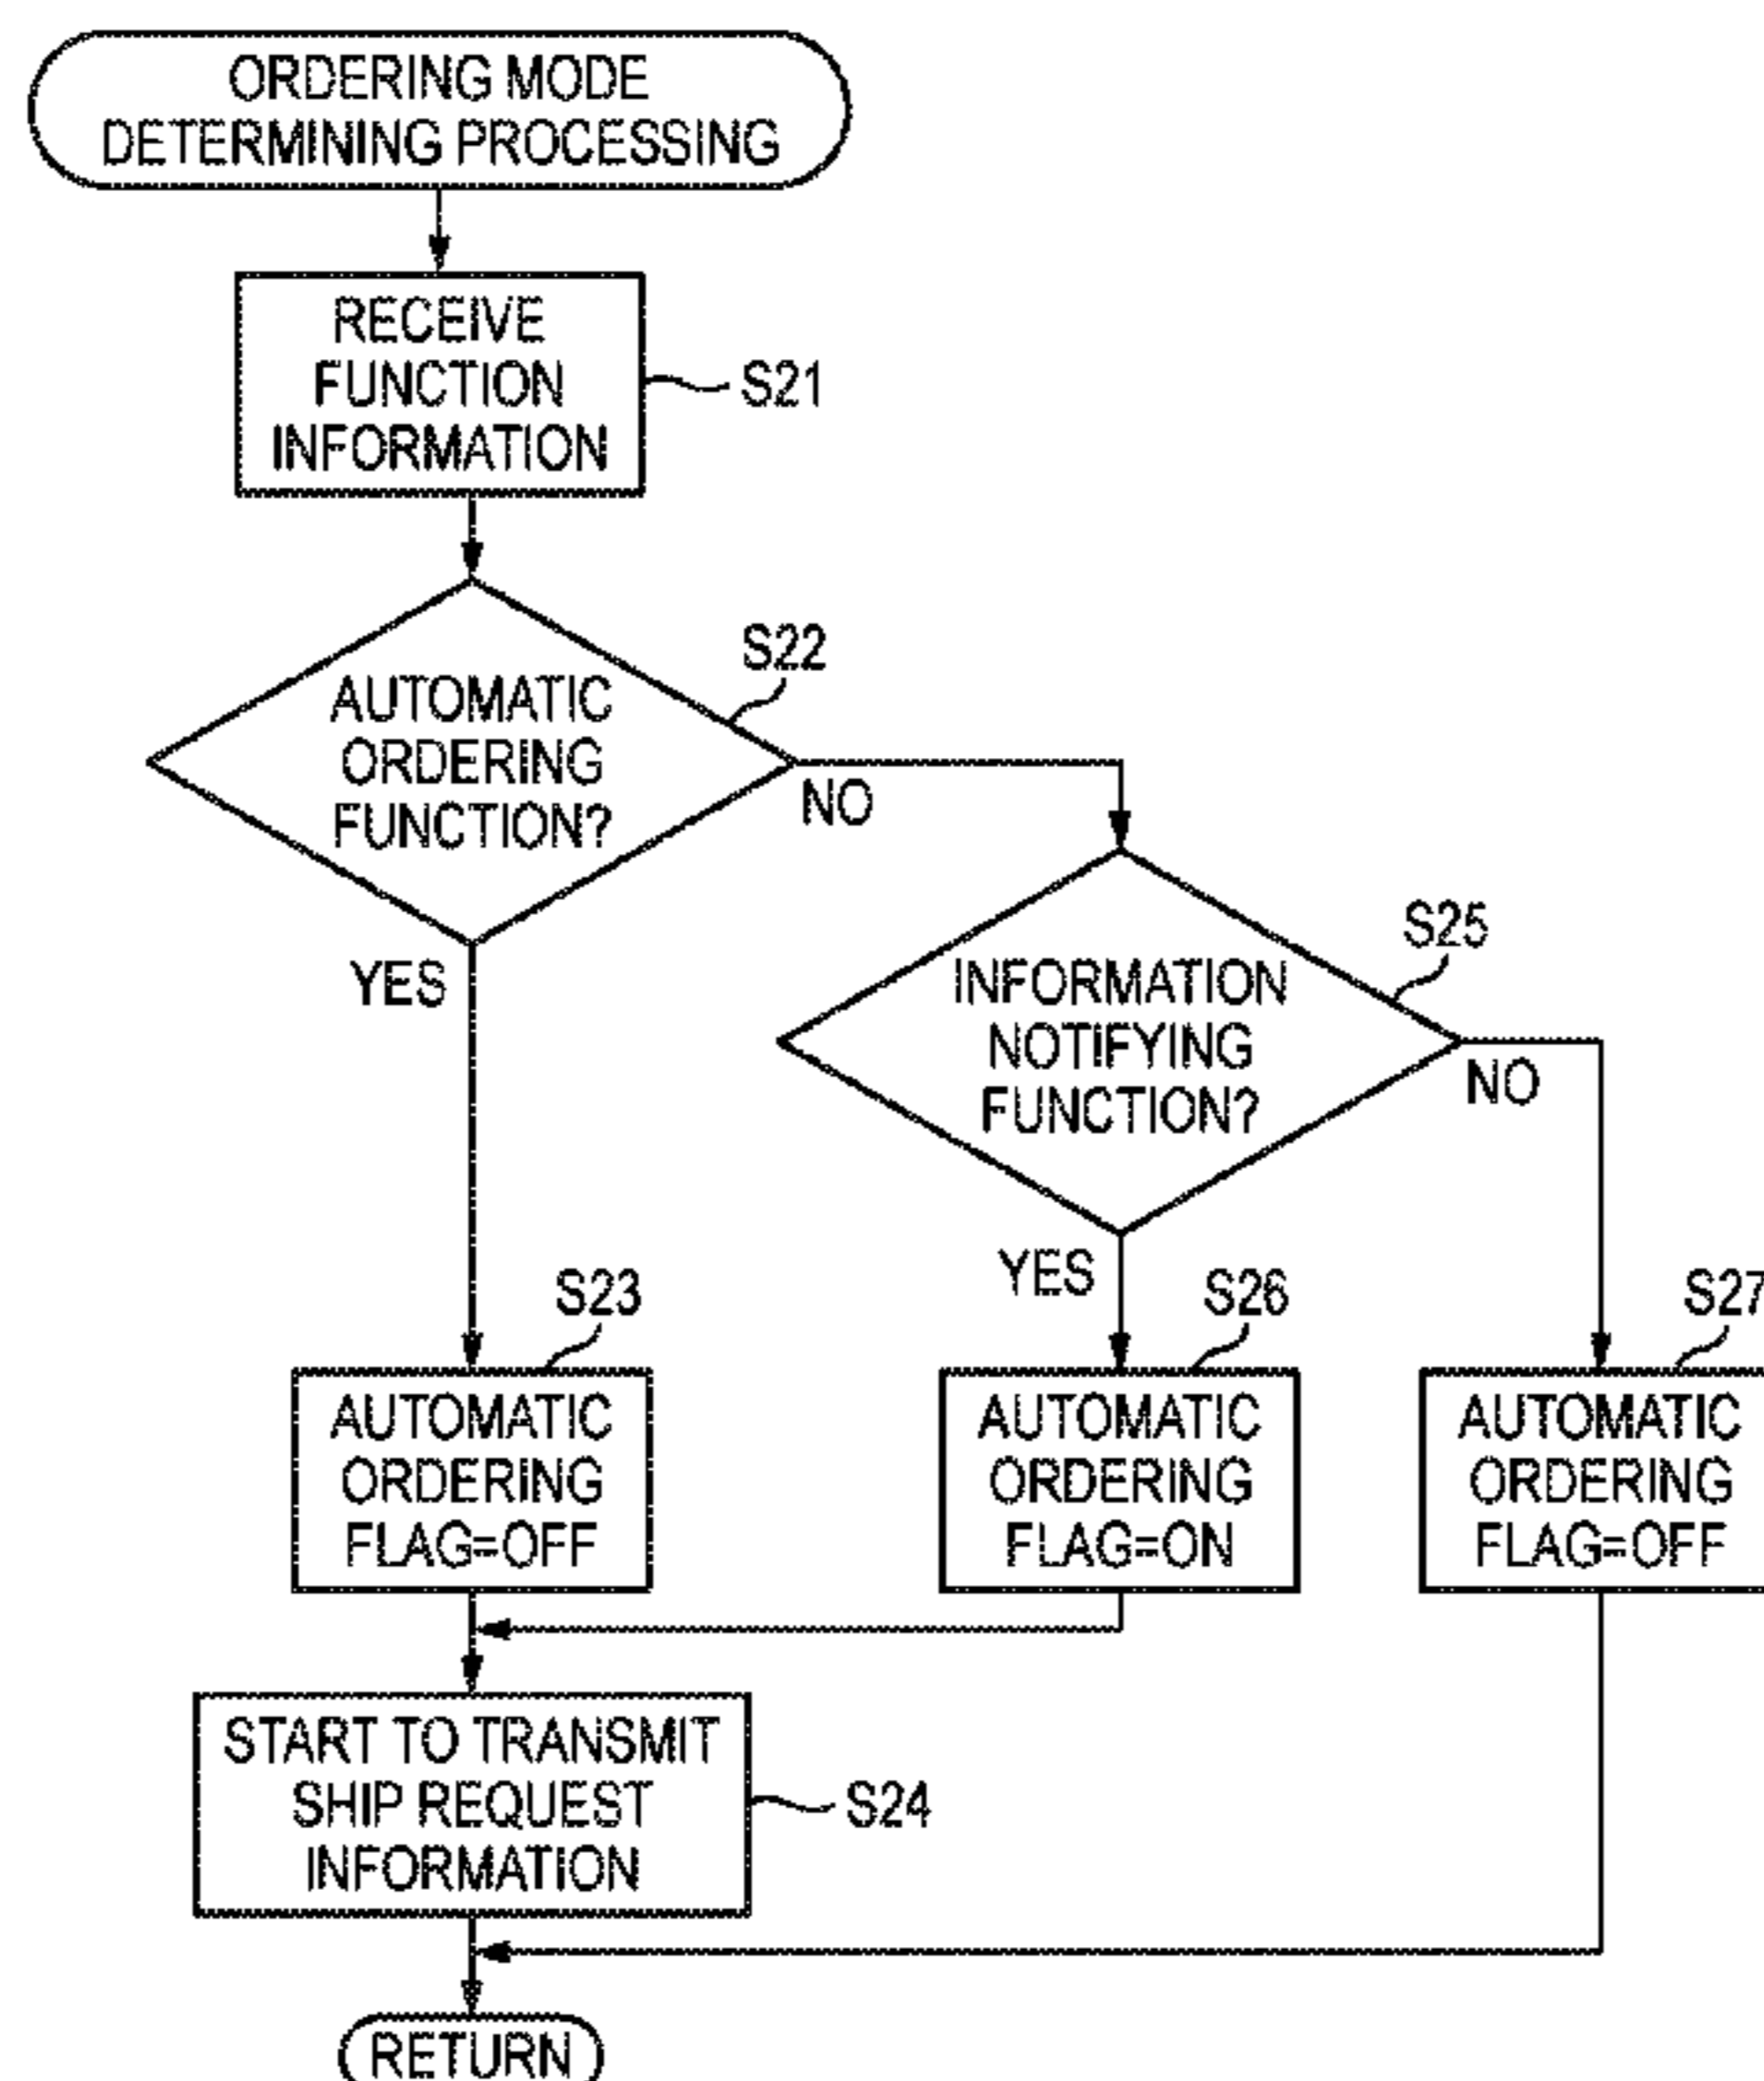 ORDERING MODE
DETERMINING PROCESSING
RECEIVE
FUNCTION
INFORMATION
S21
S22
AUTOMATIC
ORDERING
FUNCTION?
NO
YES
S25
INFORMATION
NOTIFYING
FUNCTION?
NO
YES
S23
AUTOMATIC
ORDERING
FLAG=OFF
S26
AUTOMATIC
ORDERING
FLAG=ON
S27
AUTOMATIC
ORDERING
FLAG=OFF
START TO TRANSMIT
SHIP REQUEST
INFORMATION
S24
RETURN